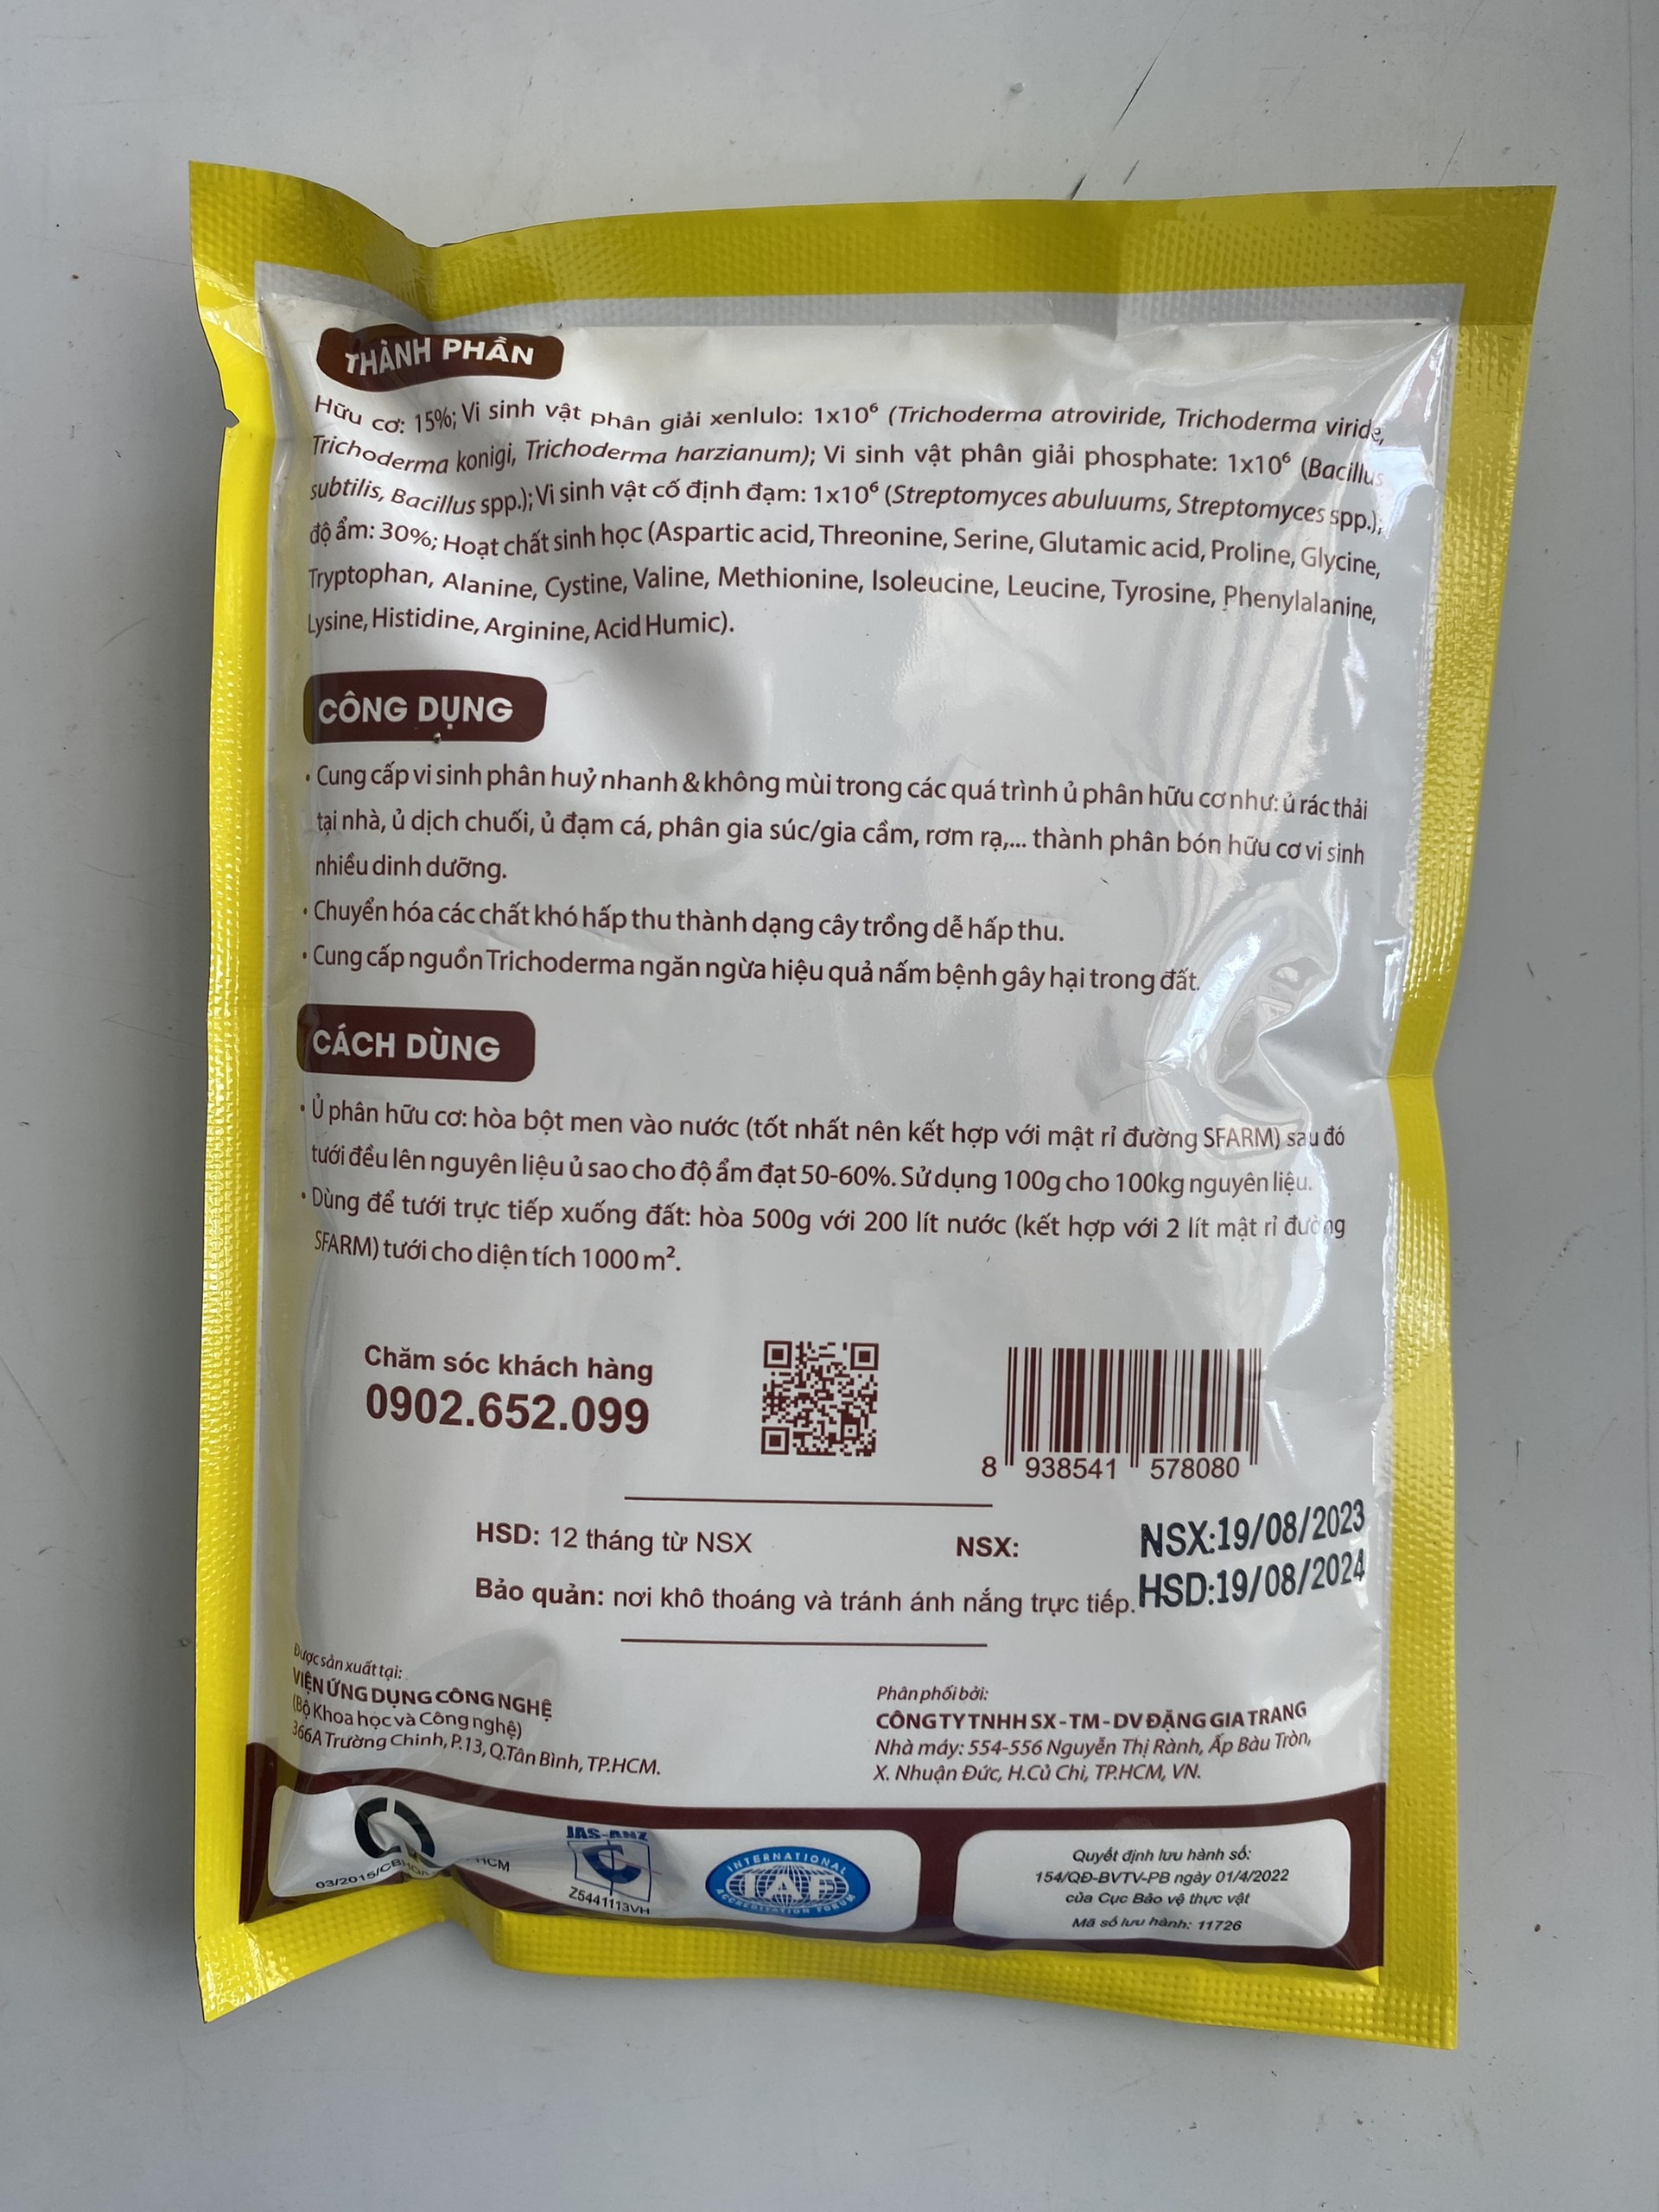 THÀNH PHẦN
Hữu cơ: 15%; Vi sinh vật phân giải xenlulo: 1x10⁶ (Trichoderma atroviride, Trichoderma viride,
Trichoderma konigi, Trichoderma harzianum); Vi sinh vật phân giải phosphate: 1x10⁶ (Bacillus
subtilis, Bacillus spp.); Vi sinh vật cố định đạm: 1x10⁶ (Streptomyces abuluums, Streptomyces spp.);
độ ẩm: 30%; Hoạt chất sinh học (Aspartic acid, Threonine, Serine, Glutamic acid, Proline, Glycine,
Tryptophan, Alanine, Cystine, Valine, Methionine, Isoleucine, Leucine, Tyrosine, Phenylalanine,
Lysine, Histidine, Arginine, Acid Humic).
CÔNG DỤNG
• Cung cấp vi sinh phân huỷ nhanh & không mùi trong các quá trình ủ phân hữu cơ như: ủ rác thải
tại nhà, ủ dịch chuối, ủ đạm cá, phân gia súc/gia cầm, rơm rạ,... thành phân bón hữu cơ vi sinh
nhiều dinh dưỡng.
• Chuyển hóa các chất khó hấp thu thành dạng cây trồng dễ hấp thu.
• Cung cấp nguồn Trichoderma ngăn ngừa hiệu quả nấm bệnh gây hại trong đất.
CÁCH DÙNG
• Ủ phân hữu cơ: hòa bột men vào nước (tốt nhất nên kết hợp với mật rỉ đường SFARM) sau đó
tưới đều lên nguyên liệu ủ sao cho độ ẩm đạt 50-60%. Sử dụng 100g cho 100kg nguyên liệu.
• Dùng để tưới trực tiếp xuống đất: hòa 500g với 200 lít nước (kết hợp với 2 lít mật rỉ đường
SFARM) tưới cho diện tích 1000 m².
Chăm sóc khách hàng
0902.652.099
8 938541 578080
HSD: 12 tháng từ NSX NSX: NSX:19/08/2023
Bảo quản: nơi khô thoáng và tránh ánh nắng trực tiếp. HSD:19/08/2024
Được sản xuất tại:
VIỆN ỨNG DỤNG CÔNG NGHỆ
(Bộ Khoa học và Công nghệ)
366A Trường Chinh, P.13, Q.Tân Bình, TP.HCM.
Phân phối bởi:
CÔNG TY TNHH SX - TM - DV ĐẶNG GIA TRANG
Nhà máy: 554-556 Nguyễn Thị Rành, Ấp Bàu Tròn,
X. Nhuận Đức, H.Củ Chi, TP.HCM, VN.
JAS-ANZ
Z5441113VH
INTERNATIONAL
IAF
ACCREDITATION FORUM
Quyết định lưu hành số:
154/QĐ-BVTV-PB ngày 01/4/2022
của Cục Bảo vệ thực vật
Mã số lưu hành: 11726